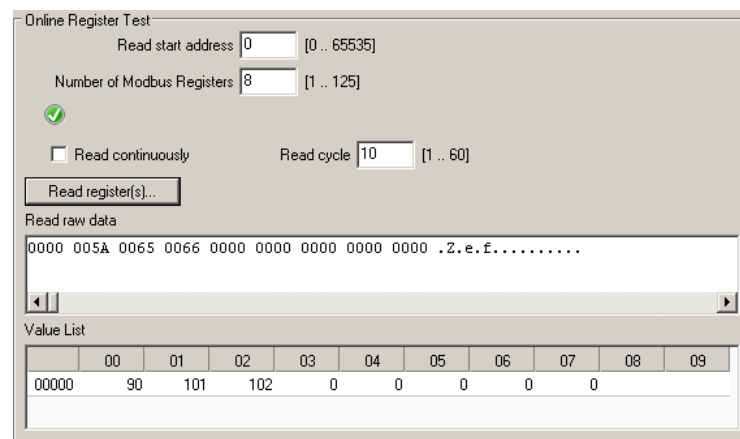 Online Register Test
Read start address 0 [0 .. 65535]
Number of Modbus Registers 8 [1 .. 125]
Read continuously Read cycle 10 [1 .. 60]
Read register(s)...
Read raw data
0000 005A 0065 0066 0000 0000 0000 0000 0000 .Z.e.f..........
Value List
00 01 02 03 04 05 06 07 08 09
00000 90 101 102 0 0 0 0 0